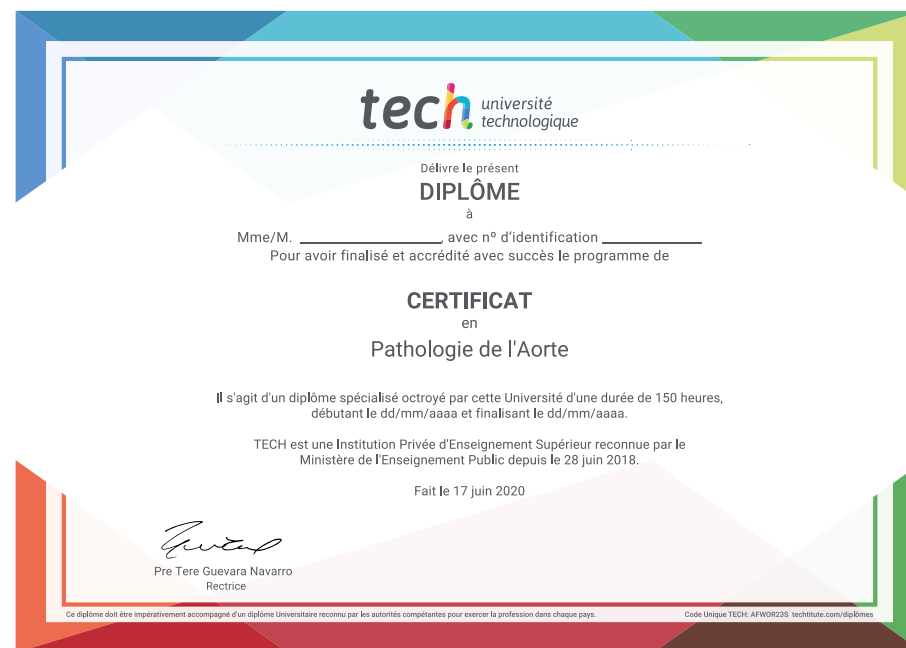 tech université
technologique
Délivre le présent
DIPLÔME
à
Mme/M. ____________________, avec nº d'identification ______________
Pour avoir finalisé et accrédité avec succès le programme de
CERTIFICAT
en
Pathologie de l'Aorte
Il s'agit d'un diplôme spécialisé octroyé par cette Université d'une durée de 150 heures,
débutant le dd/mm/aaaa et finalisant le dd/mm/aaaa.
TECH est une Institution Privée d'Enseignement Supérieur reconnue par le
Ministère de l'Enseignement Public depuis le 28 juin 2018.
Fait le 17 juin 2020
Pre Tere Guevara Navarro
Rectrice
Ce diplôme doit être impérativement accompagné d'un diplôme Universitaire reconnu par les autorités compétantes pour exercer la profession dans chaque pays. Code Unique TECH: AFWOR23S techtitute.com/diplômes